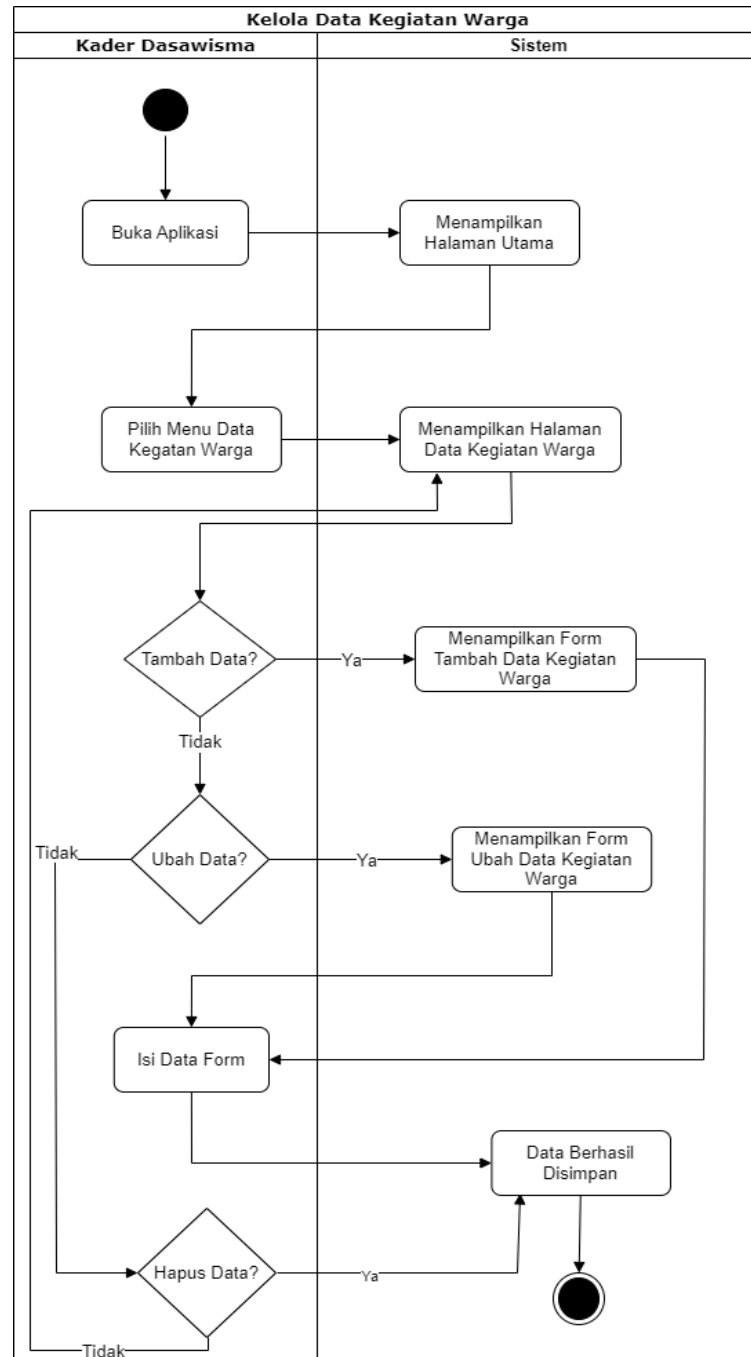 Kelola Data Kegiatan Warga
Kader Dasawisma
Sistem
Buka Aplikasi
Menampilkan
Halaman Utama
Pilih Menu Data
Kegatan Warga
Menampilkan Halaman
Data Kegiatan Warga
Tambah Data?
Ya
Menampilkan Form
Tambah Data Kegiatan
Warga
Tidak
Tidak
Ubah Data?
Ya
Menampilkan Form
Ubah Data Kegiatan
Warga
Isi Data Form
Data Berhasil
Disimpan
Hapus Data?
Ya
Tidak